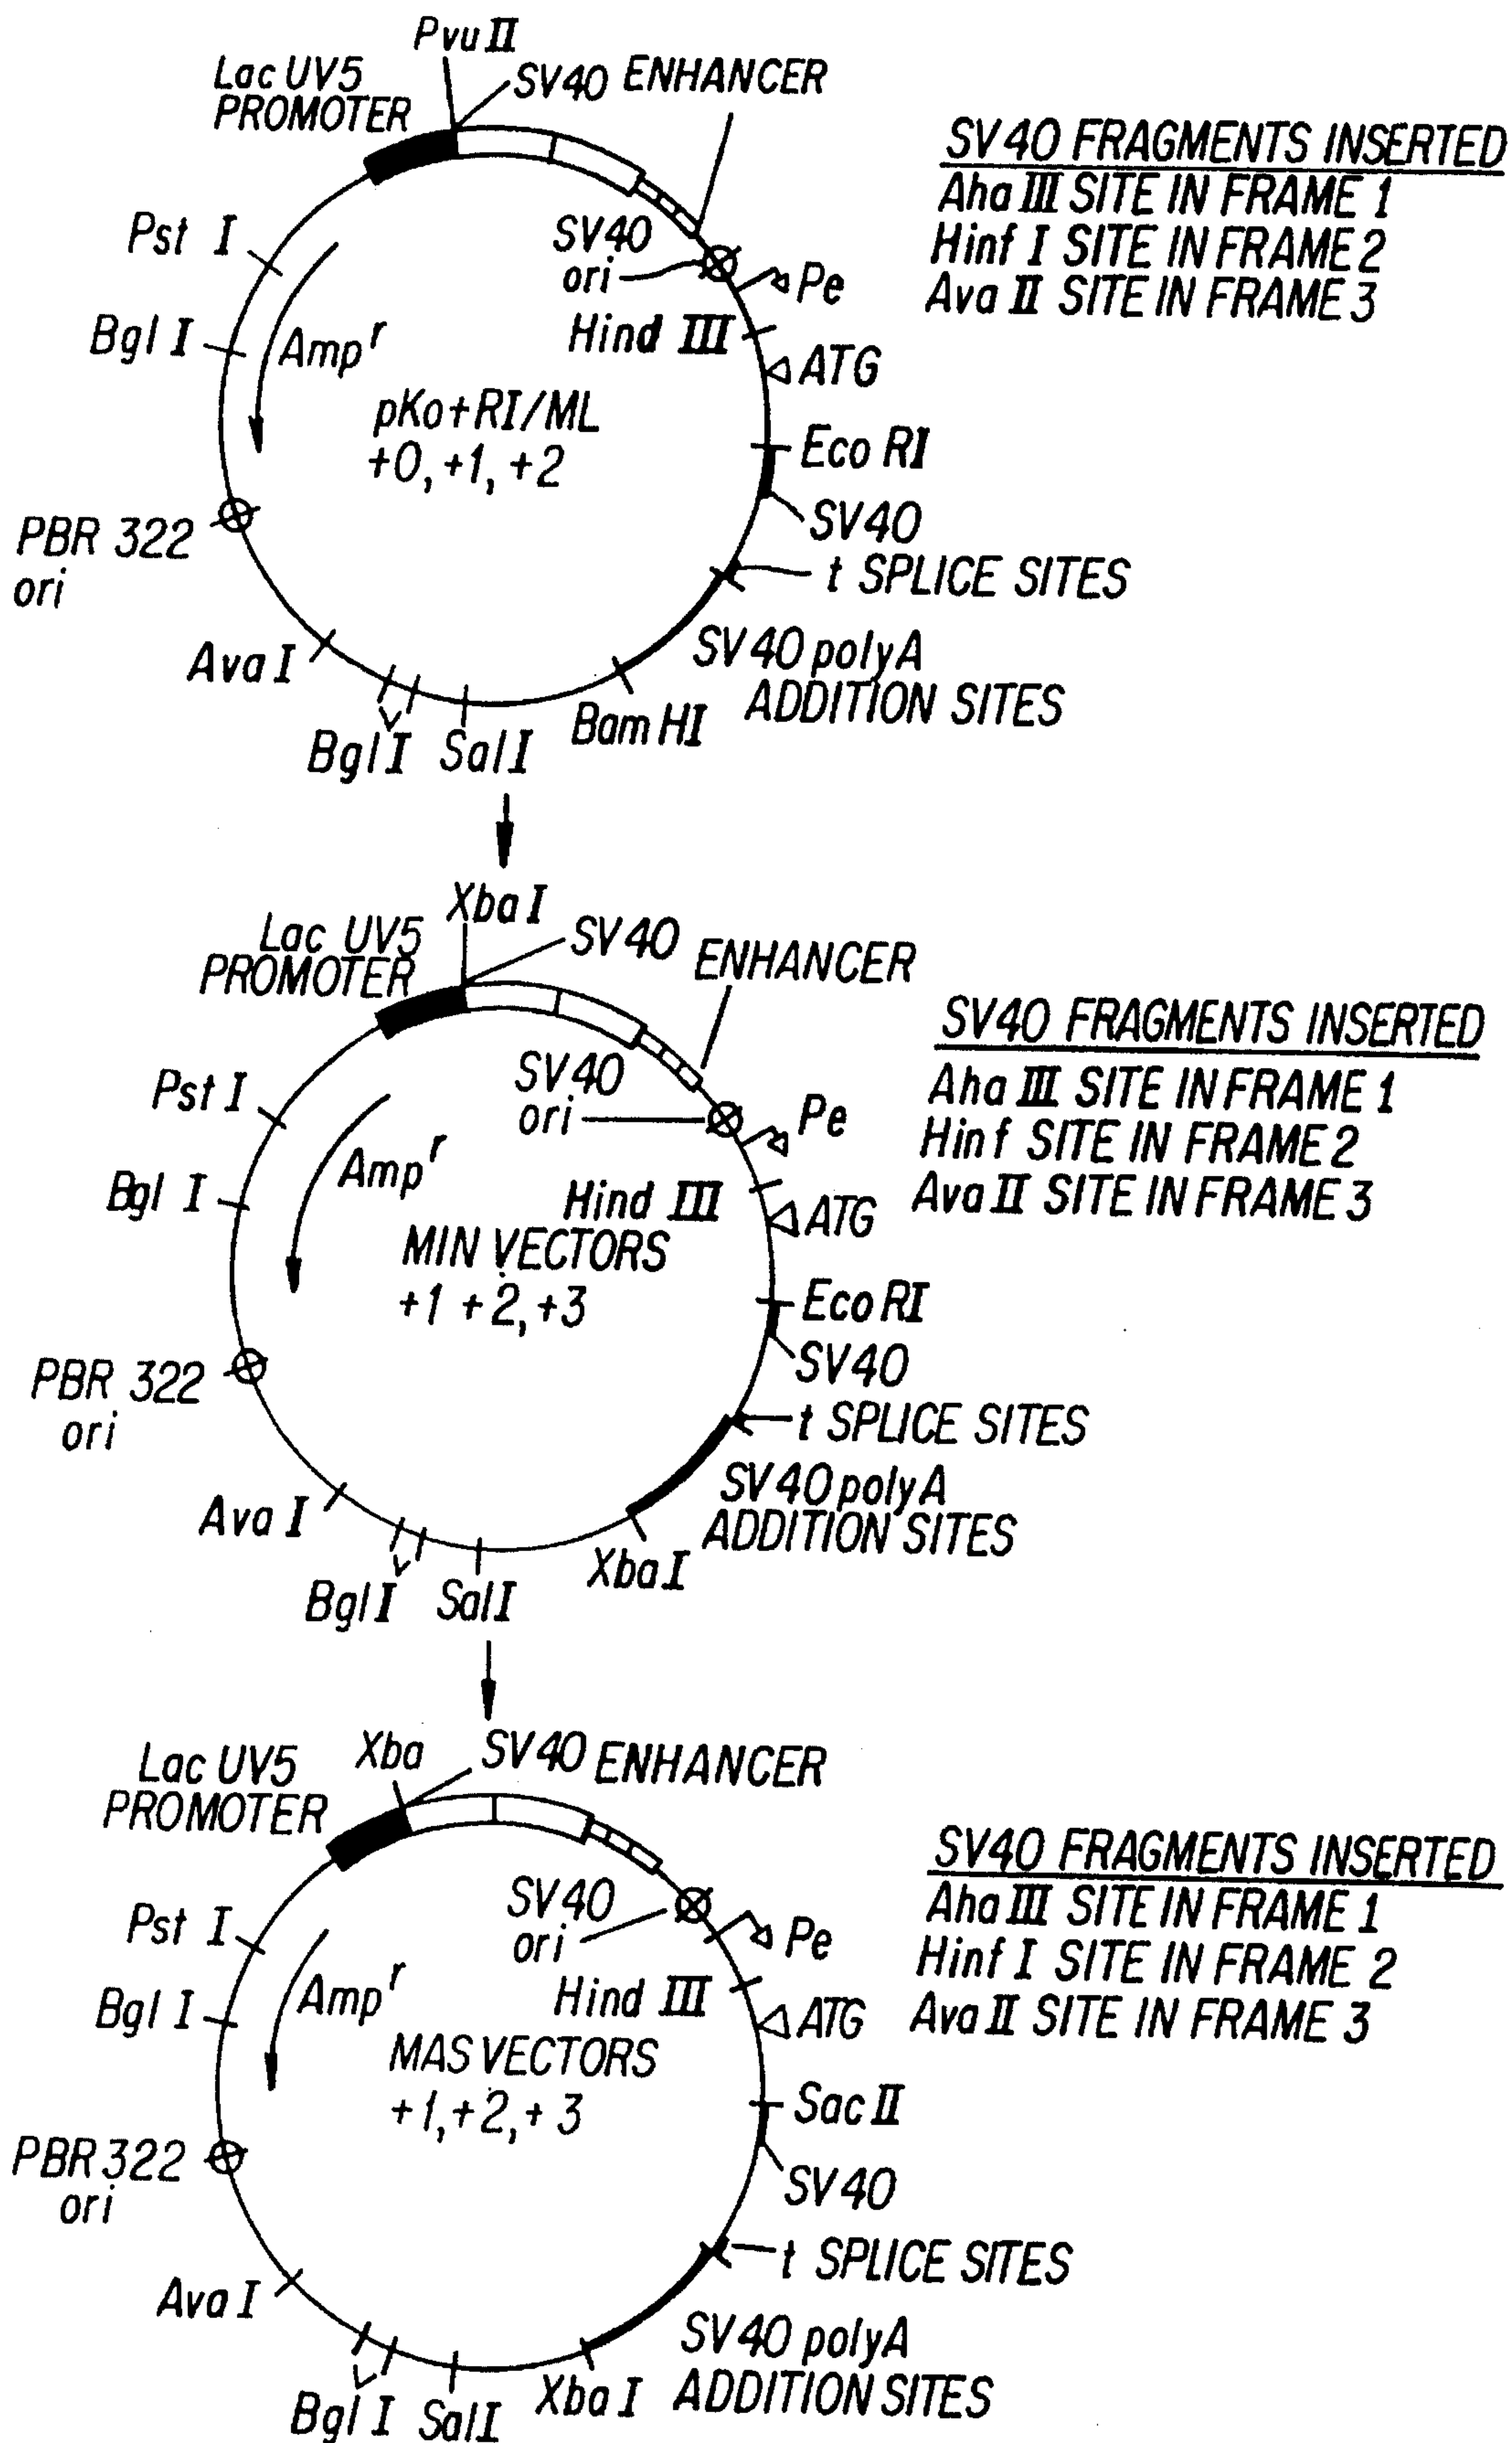 Pvu II
Lac UV5
PROMOTER
SV40 ENHANCER
SV40 FRAGMENTS INSERTED
Aha III SITE IN FRAME 1
Hinf I SITE IN FRAME 2
Ava II SITE IN FRAME 3
Pst I
SV40
ori
Pe
Bgl I
Amp r
Hind III
ATG
pKo+RI/ML
+0, +1, +2
Eco RI
PBR 322
ori
SV40
t SPLICE SITES
Ava I
SV40 polyA
ADDITION SITES
Bgl I
Sal I
Bam HI
Xba I
Lac UV5
PROMOTER
SV40
ENHANCER
SV40 FRAGMENTS INSERTED
Aha III SITE IN FRAME 1
Hinf SITE IN FRAME 2
Ava II SITE IN FRAME 3
Pst I
SV40
ori
Pe
Bgl I
Amp r
Hind III
ATG
MIN VECTORS
+1 +2, +3
Eco RI
PBR 322
ori
SV40
t SPLICE SITES
Ava I
SV40 polyA
ADDITION SITES
Bgl I
Sal I
Xba I
Lac UV5
PROMOTER
Xba
SV40 ENHANCER
SV40 FRAGMENTS INSERTED
Aha III SITE IN FRAME 1
Hinf I SITE IN FRAME 2
Ava II SITE IN FRAME 3
Pst I
SV40
ori
Pe
Bgl I
Amp r
Hind III
ATG
MAS VECTORS
+1, +2, +3
Sac II
PBR 322
ori
SV40
t SPLICE SITES
Ava I
SV40 polyA
ADDITION SITES
Bgl I
Sal I
Xba I